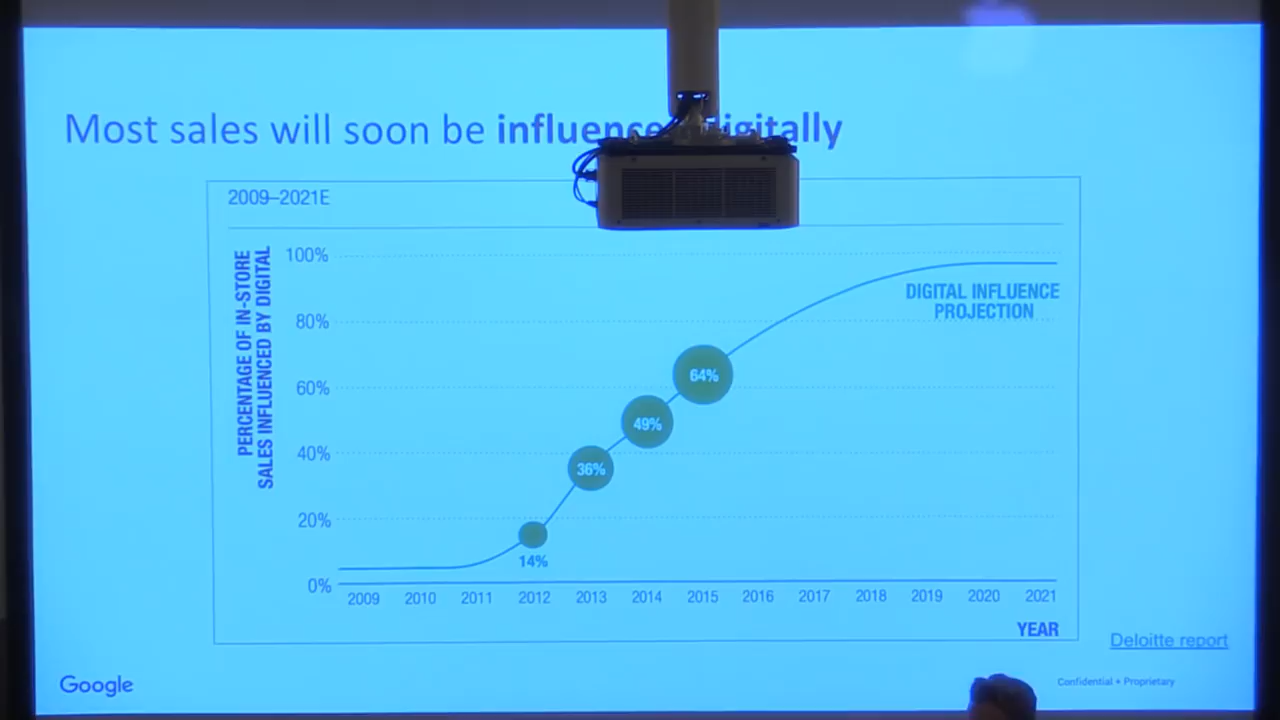 Most sales will soon be influence igitally
2009–2021E
PERCENTAGE OF IN-STORE
SALES INFLUENCED BY DIGITAL
100%
80%
60%
40%
20%
0%
DIGITAL INFLUENCE
PROJECTION
64%
49%
36%
14%
2009 2010 2011 2012 2013 2014 2015 2016 2017 2018 2019 2020 2021
YEAR
Deloitte report
Google
Confidential + Proprietary